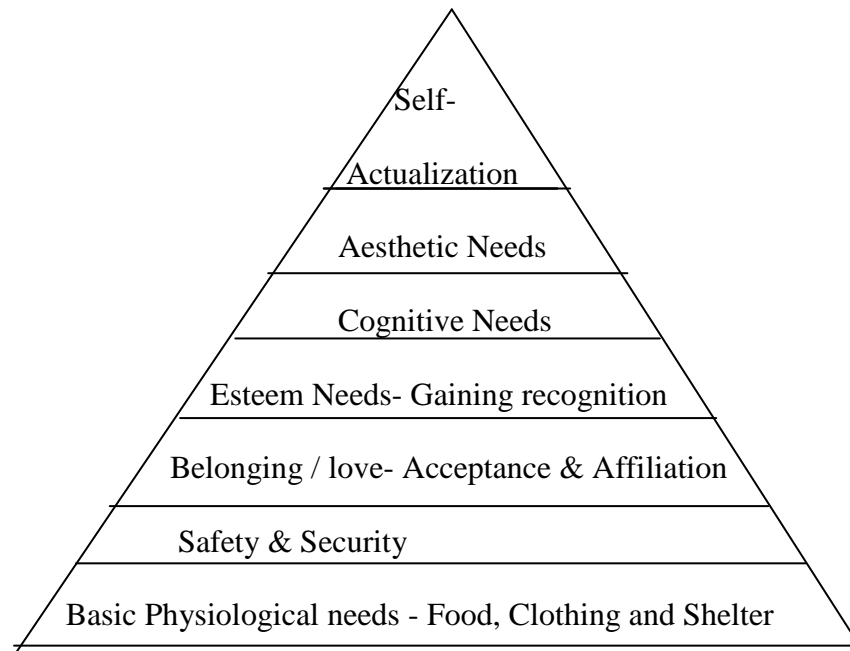 Self-
Actualization
Aesthetic Needs
Cognitive Needs
Esteem Needs- Gaining recognition
Belonging / love- Acceptance & Affiliation
Safety & Security
Basic Physiological needs - Food, Clothing and Shelter